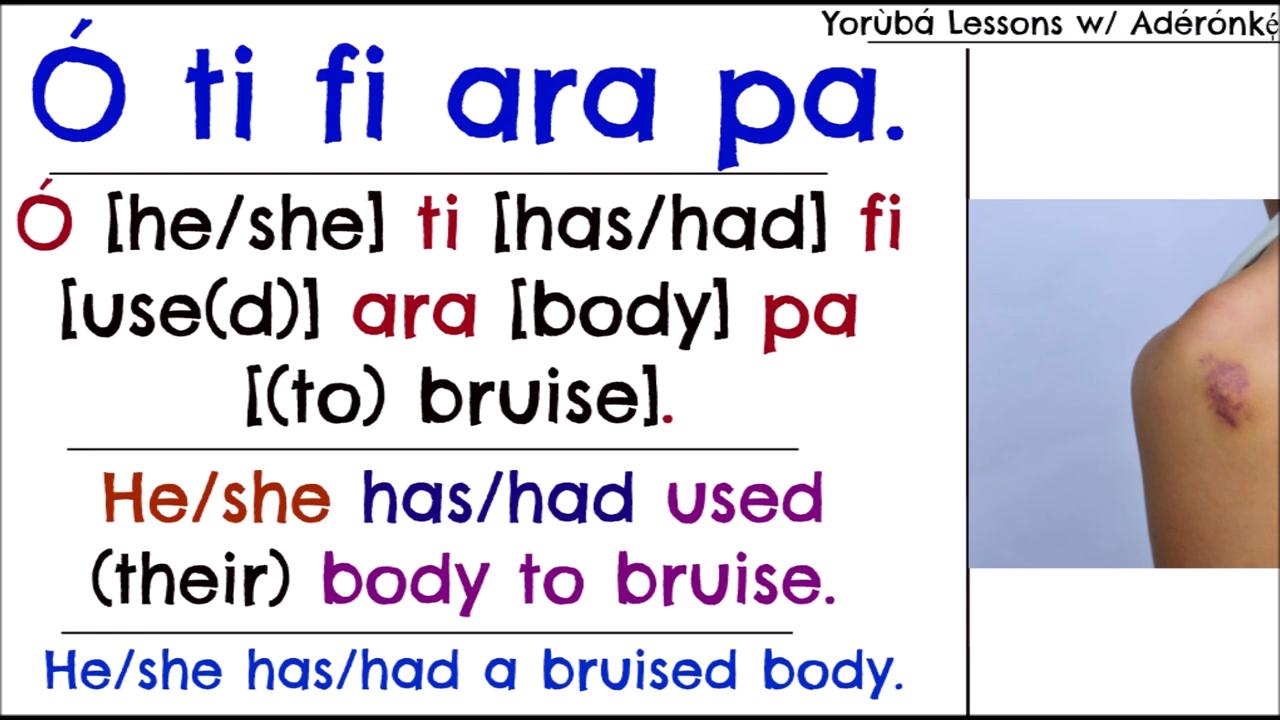 Yorùbá Lessons w/ Adérónkẹ́
Ó ti fi ara pa.
Ó [he/she] ti [has/had] fi
[use(d)] ara [body] pa
[(to) bruise].
He/she has/had used
(their) body to bruise.
He/she has/had a bruised body.